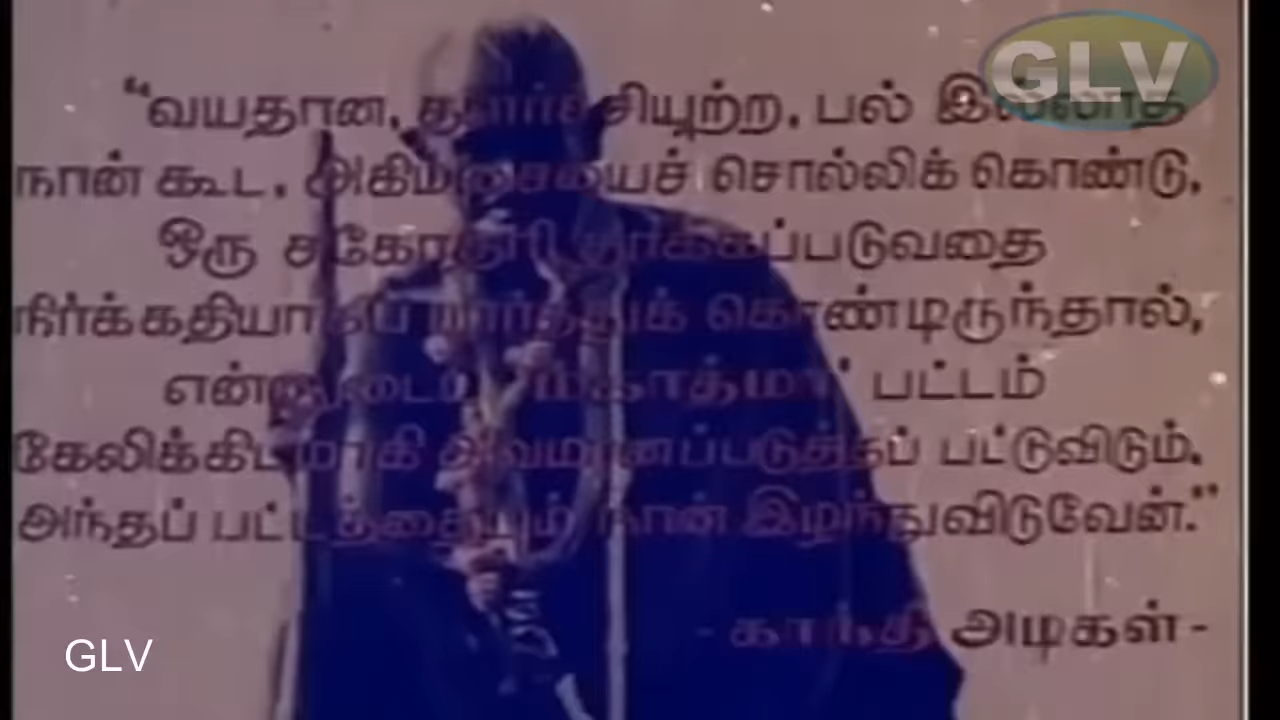 GLV
"வயதான, தளர்ச்சியுற்ற, பல் இல்லாத
நான் கூட, அகிம்சையைச் சொல்லிக் கொண்டு,
ஒரு சகோதரி தாக்கப்படுவதை
நிர்க்கதியாகப் பார்த்துக் கொண்டிருந்தால்,
என்னுடைய 'மகாத்மா' பட்டம்
கேலிக்கிடமாகி அவமானப்படுத்தப் பட்டுவிடும்.
அந்தப் பட்டத்தையும் நான் இழந்துவிடுவேன்."
- காந்தி அடிகள் -
GLV